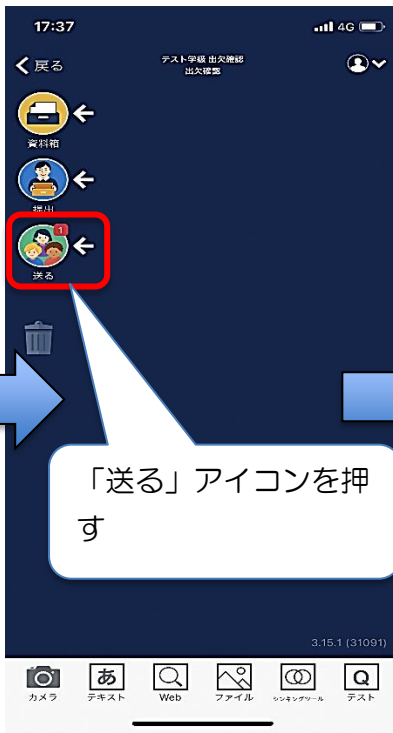 17:37
4G
戻る
テスト学級 出欠確認
出欠確認
資料箱
提出
1
送る
「送る」アイコンを押
す
3.15.1 (31091)
あ
Q
カメラ
テキスト
Web
ファイル
シンキングツール
テスト